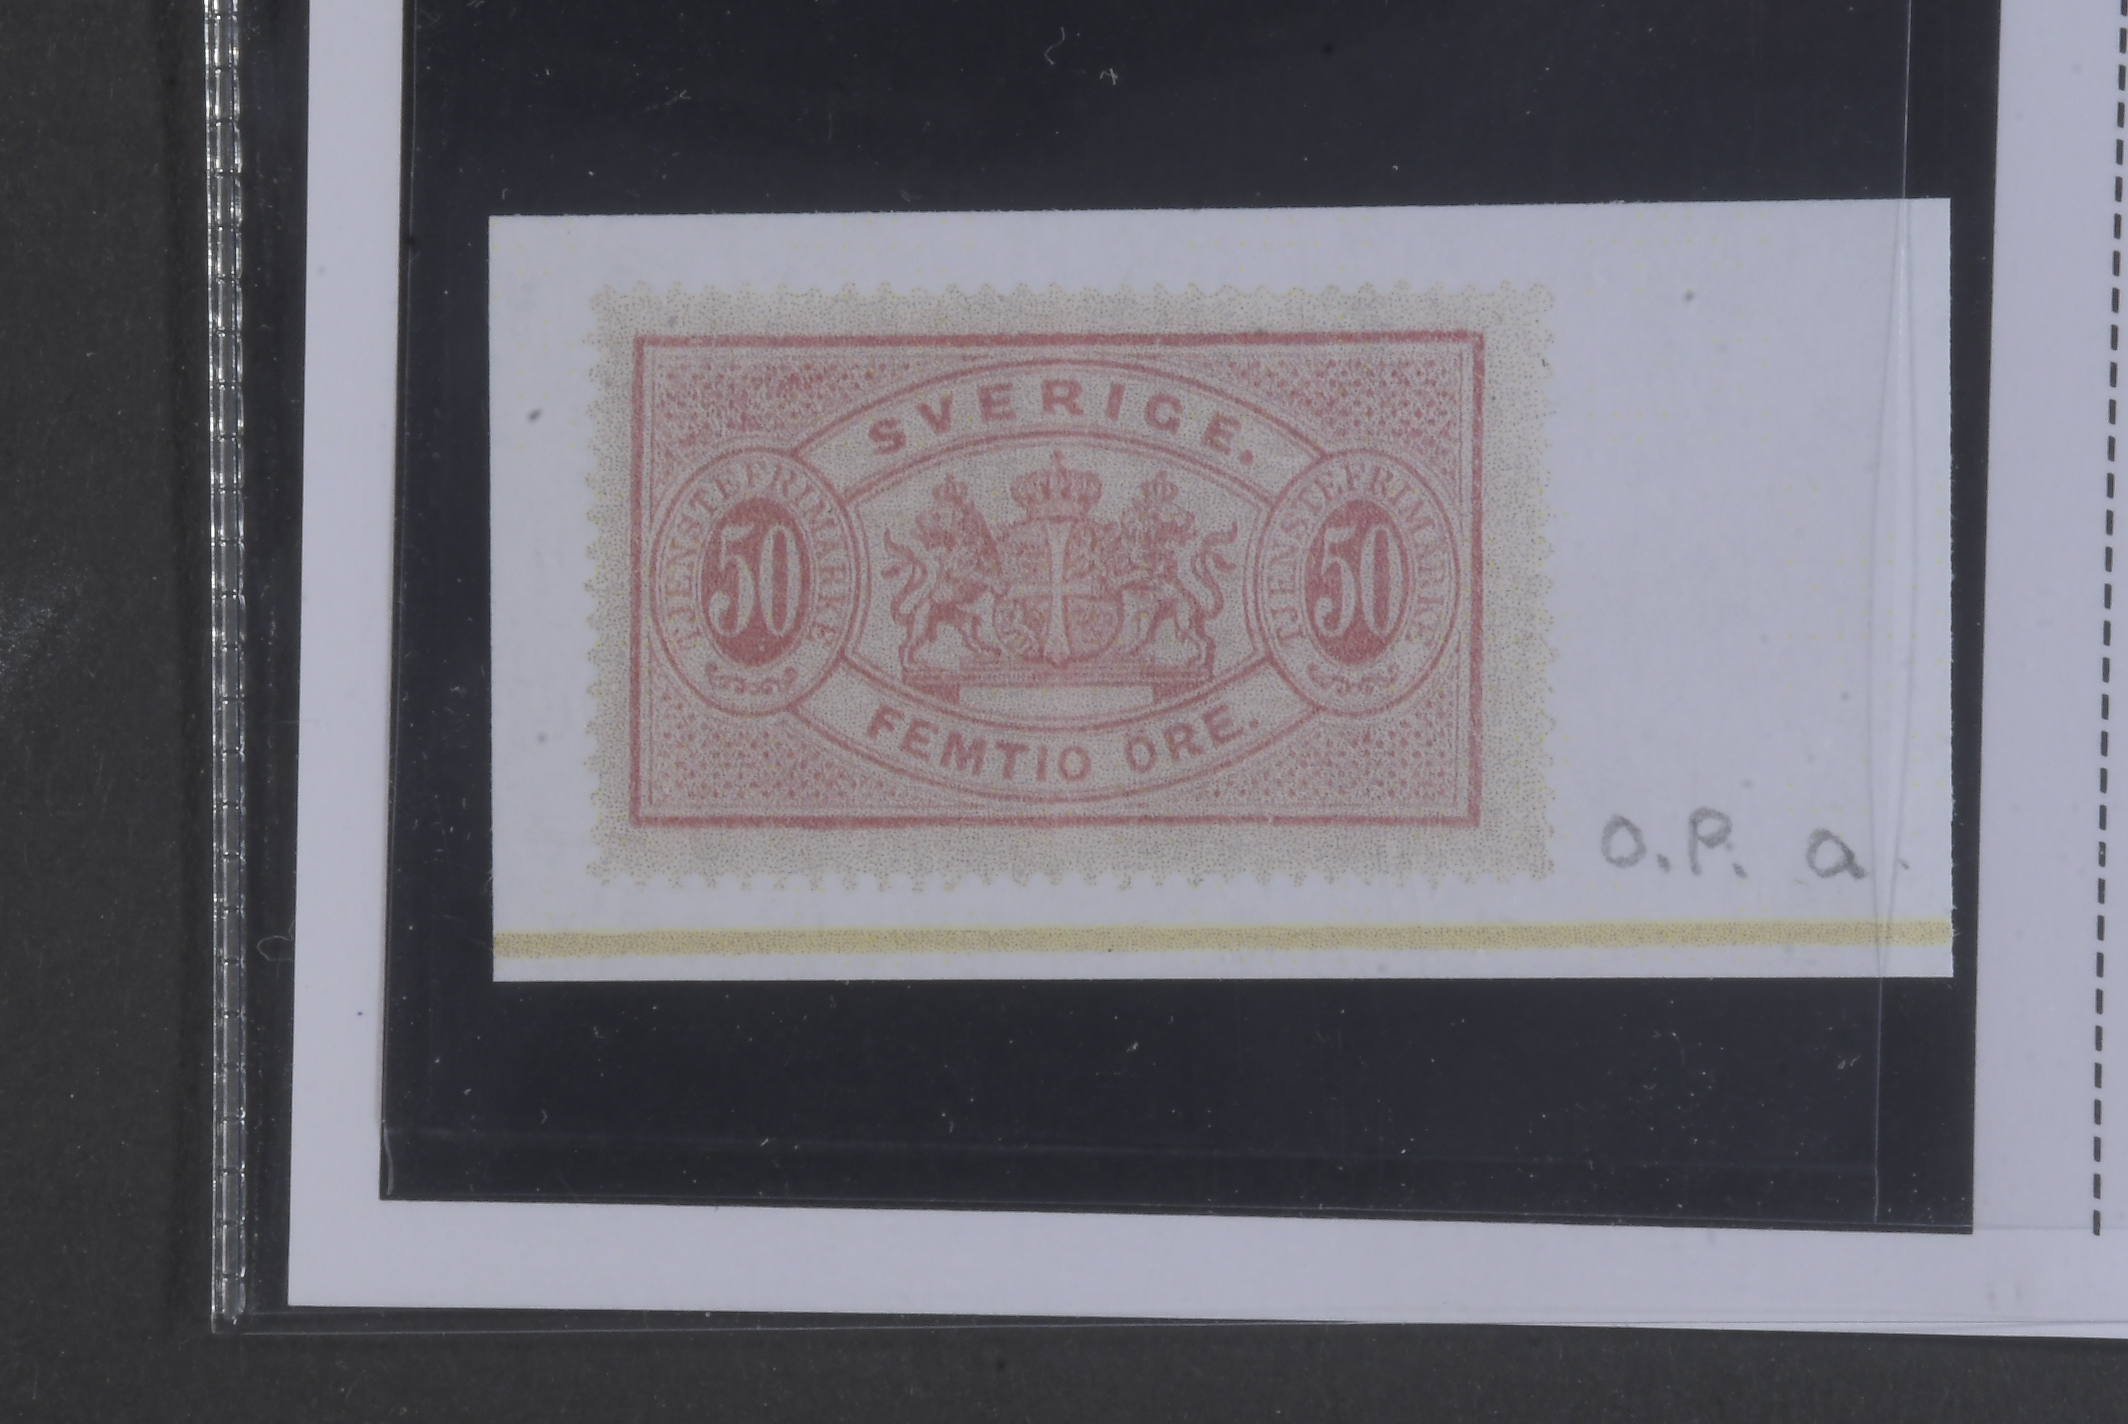 SVERIGE.
TJENSTEFRIMÄRKE
50
TJENSTEFRIMÄRKE
50
FEMTIO ÖRE.
O.P. a.